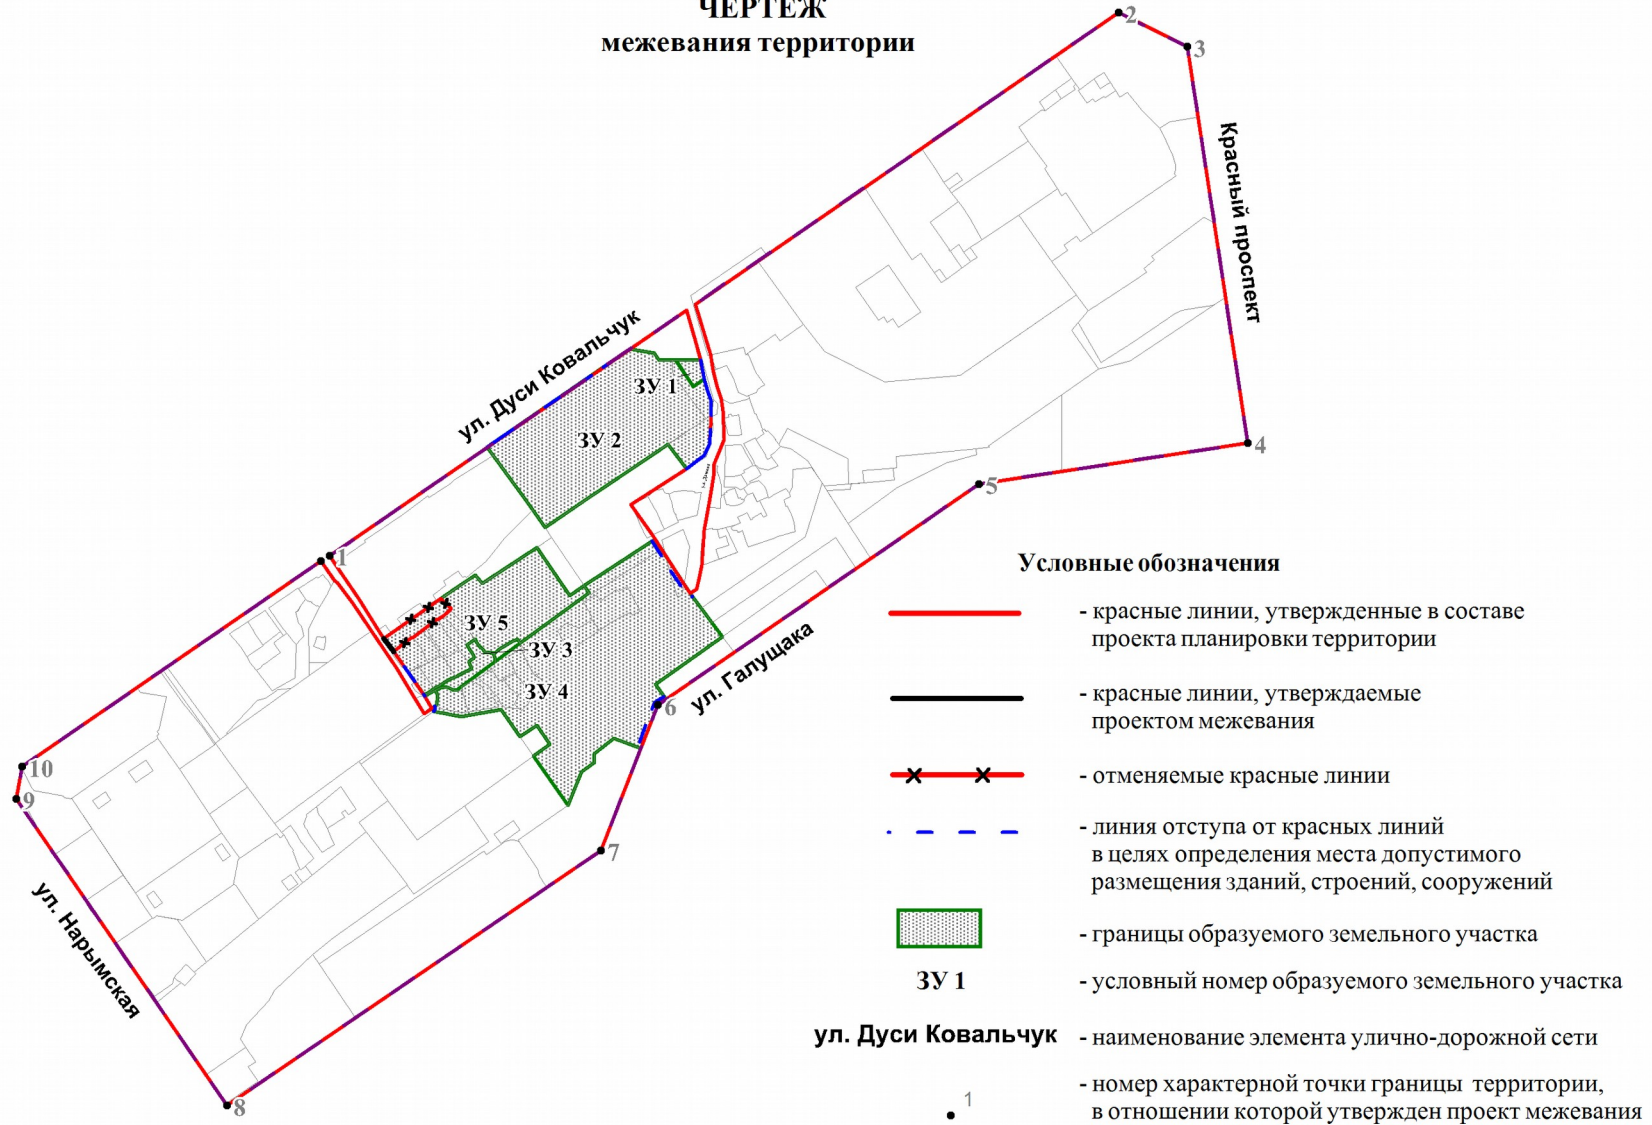 ЧЕРТЕЖ
межевания территории
2
3
Красный проспект
ул. Дуси Ковальчук
ЗУ 1
ЗУ 2
4
5
1
ЗУ 5
ЗУ 3
ЗУ 4
6
ул. Галущака
10
9
7
ул. Нарымская
8
Условные обозначения
- красные линии, утвержденные в составе
проекта планировки территории
- красные линии, утверждаемые
проектом межевания
- отменяемые красные линии
- линия отступа от красных линий
в целях определения места допустимого
размещения зданий, строений, сооружений
- границы образуемого земельного участка
ЗУ 1 - условный номер образуемого земельного участка
ул. Дуси Ковальчук - наименование элемента улично-дорожной сети
1 - номер характерной точки границы территории,
в отношении которой утвержден проект межевания